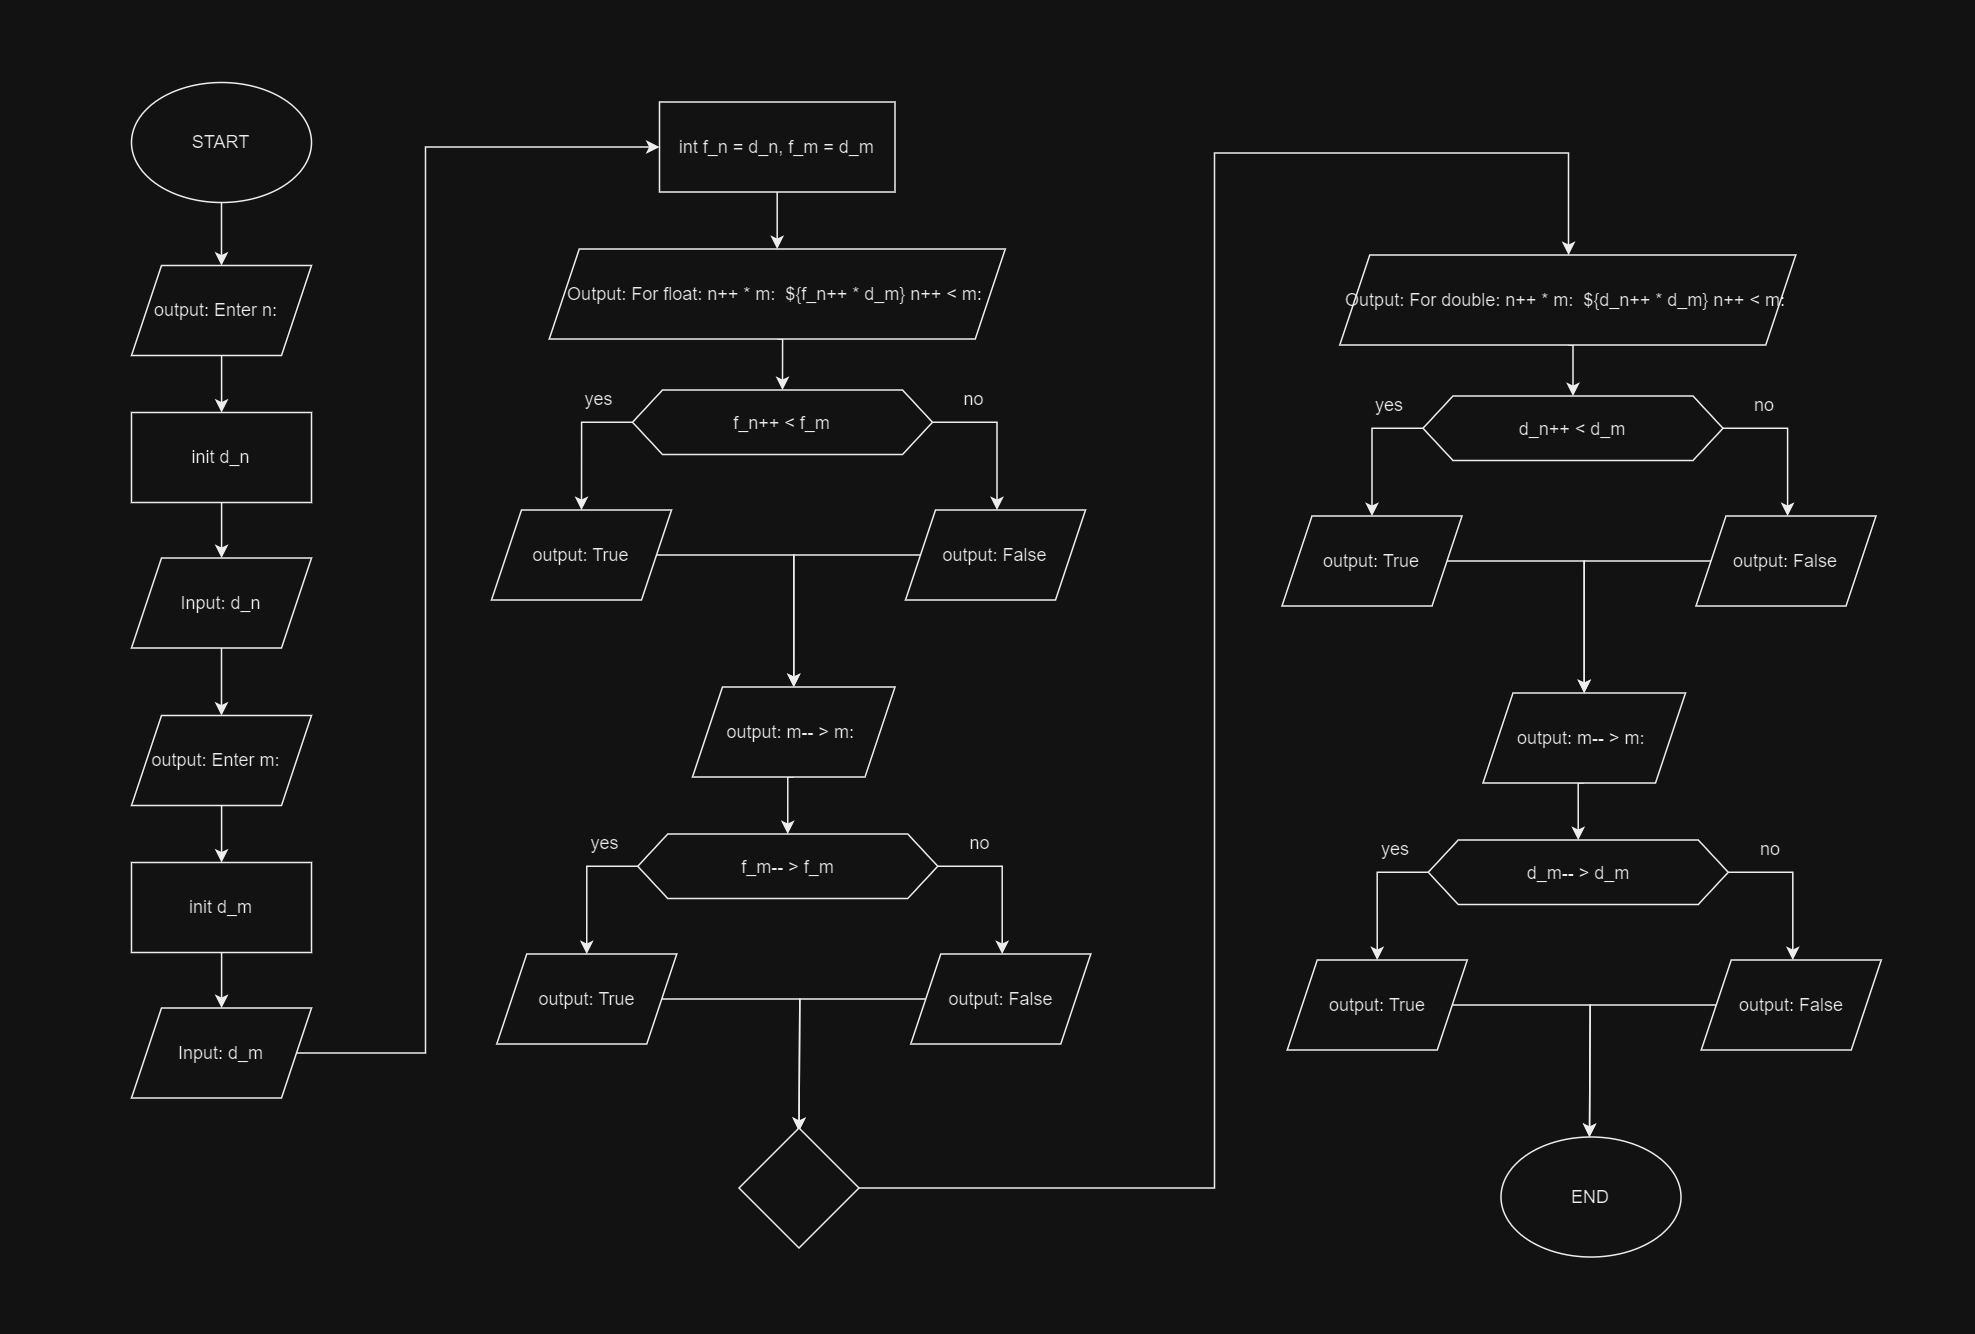 START
output: Enter n:
init d_n
Input: d_n
output: Enter m:
init d_m
Input: d_m
int f_n = d_n, f_m = d_m
Output: For float: n++ * m:  ${f_n++ * d_m} n++ < m:
yes
no
f_n++ < f_m
output: True
output: False
output: m-- > m:
yes
no
f_m-- > f_m
output: True
output: False
Output: For double: n++ * m:  ${d_n++ * d_m} n++ < m:
yes
no
d_n++ < d_m
output: True
output: False
output: m-- > m:
yes
no
d_m-- > d_m
output: True
output: False
END